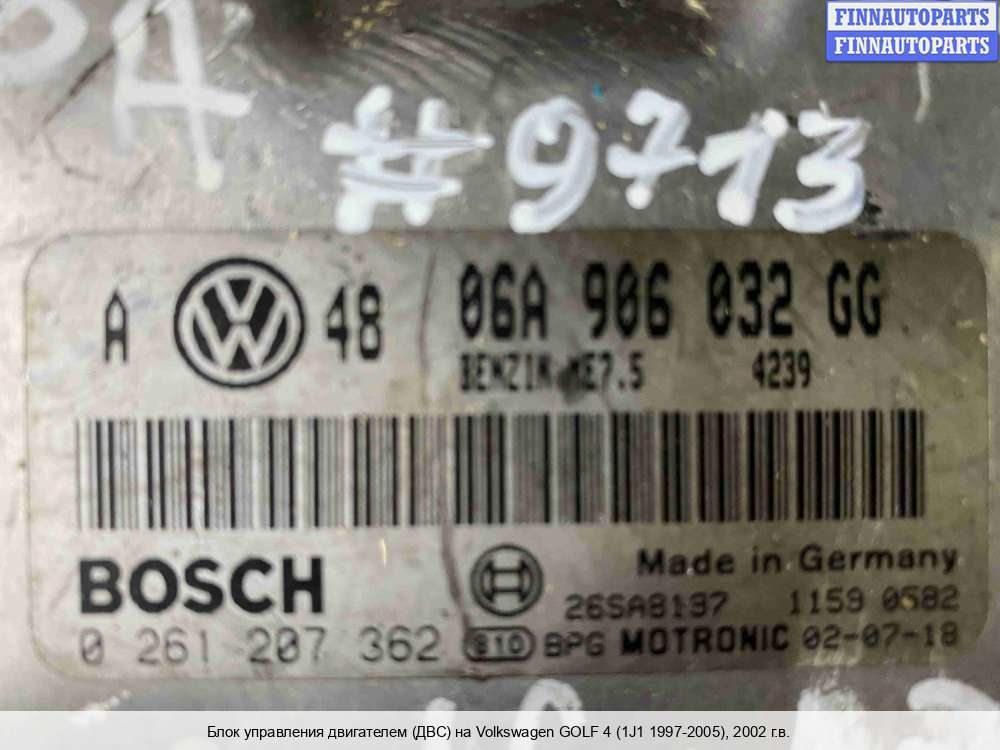 FINNAUTOPARTS
FINNAUTOPARTS
A
#9713
A 48 06A 906 032 GG
BENZIN ME7.5 4239
BOSCH Made in Germany
26SA8197 1159 0582
0 261 207 362 S10 BPG MOTRONIC 02-07-18
Блок управления двигателем (ДВС) на Volkswagen GOLF 4 (1J1 1997-2005), 2002 г.в.